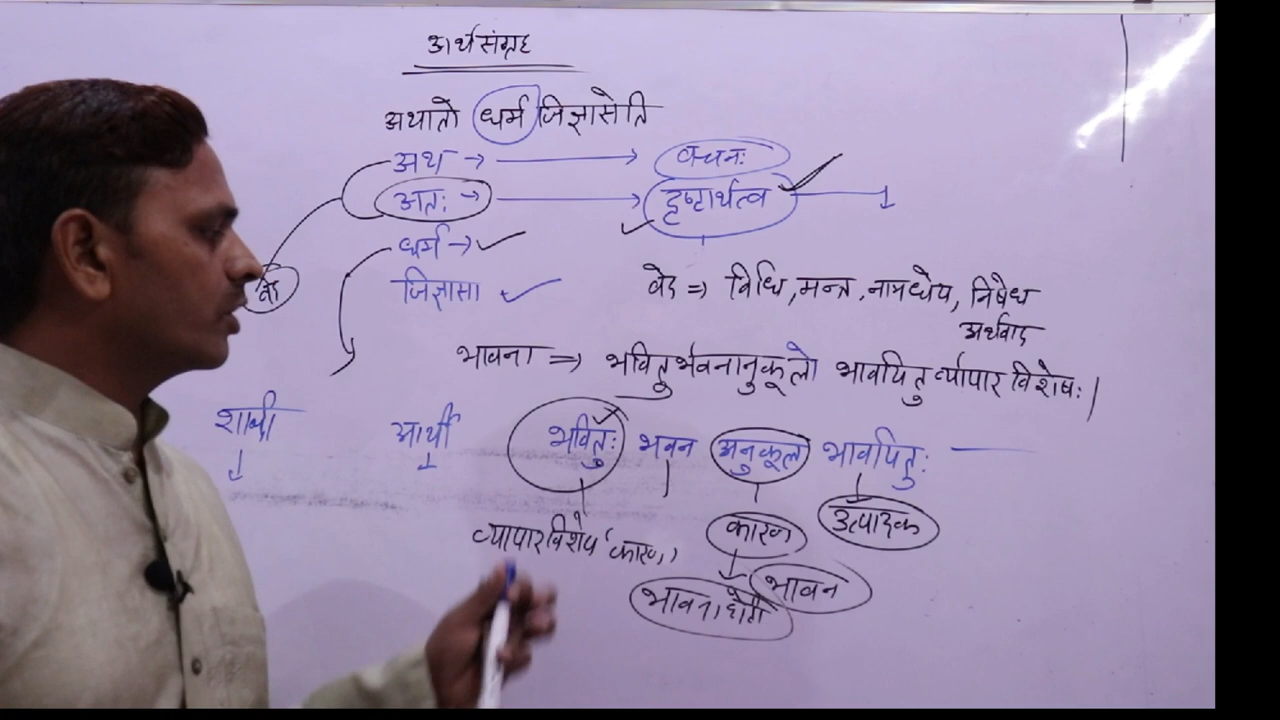 अर्थसंग्रह
अथातो धर्म जिज्ञासेति
अथ → वचनः
अतः → दृष्टार्थत्व
धर्म →
वेद
जिज्ञासा
वेद ⇒ विधि, मन्त्र, नामधेय, निषेध
अर्थवाद
भावना ⇒ भवितुर्भवनानुकूलो भावयितुर्व्यापार विशेषः।
शाब्दी आर्थी भवितुः भवन अनुकूल भावयितुः
व्यापारविशेष 'कारण' कारण उत्पादक
भावना होती भावन